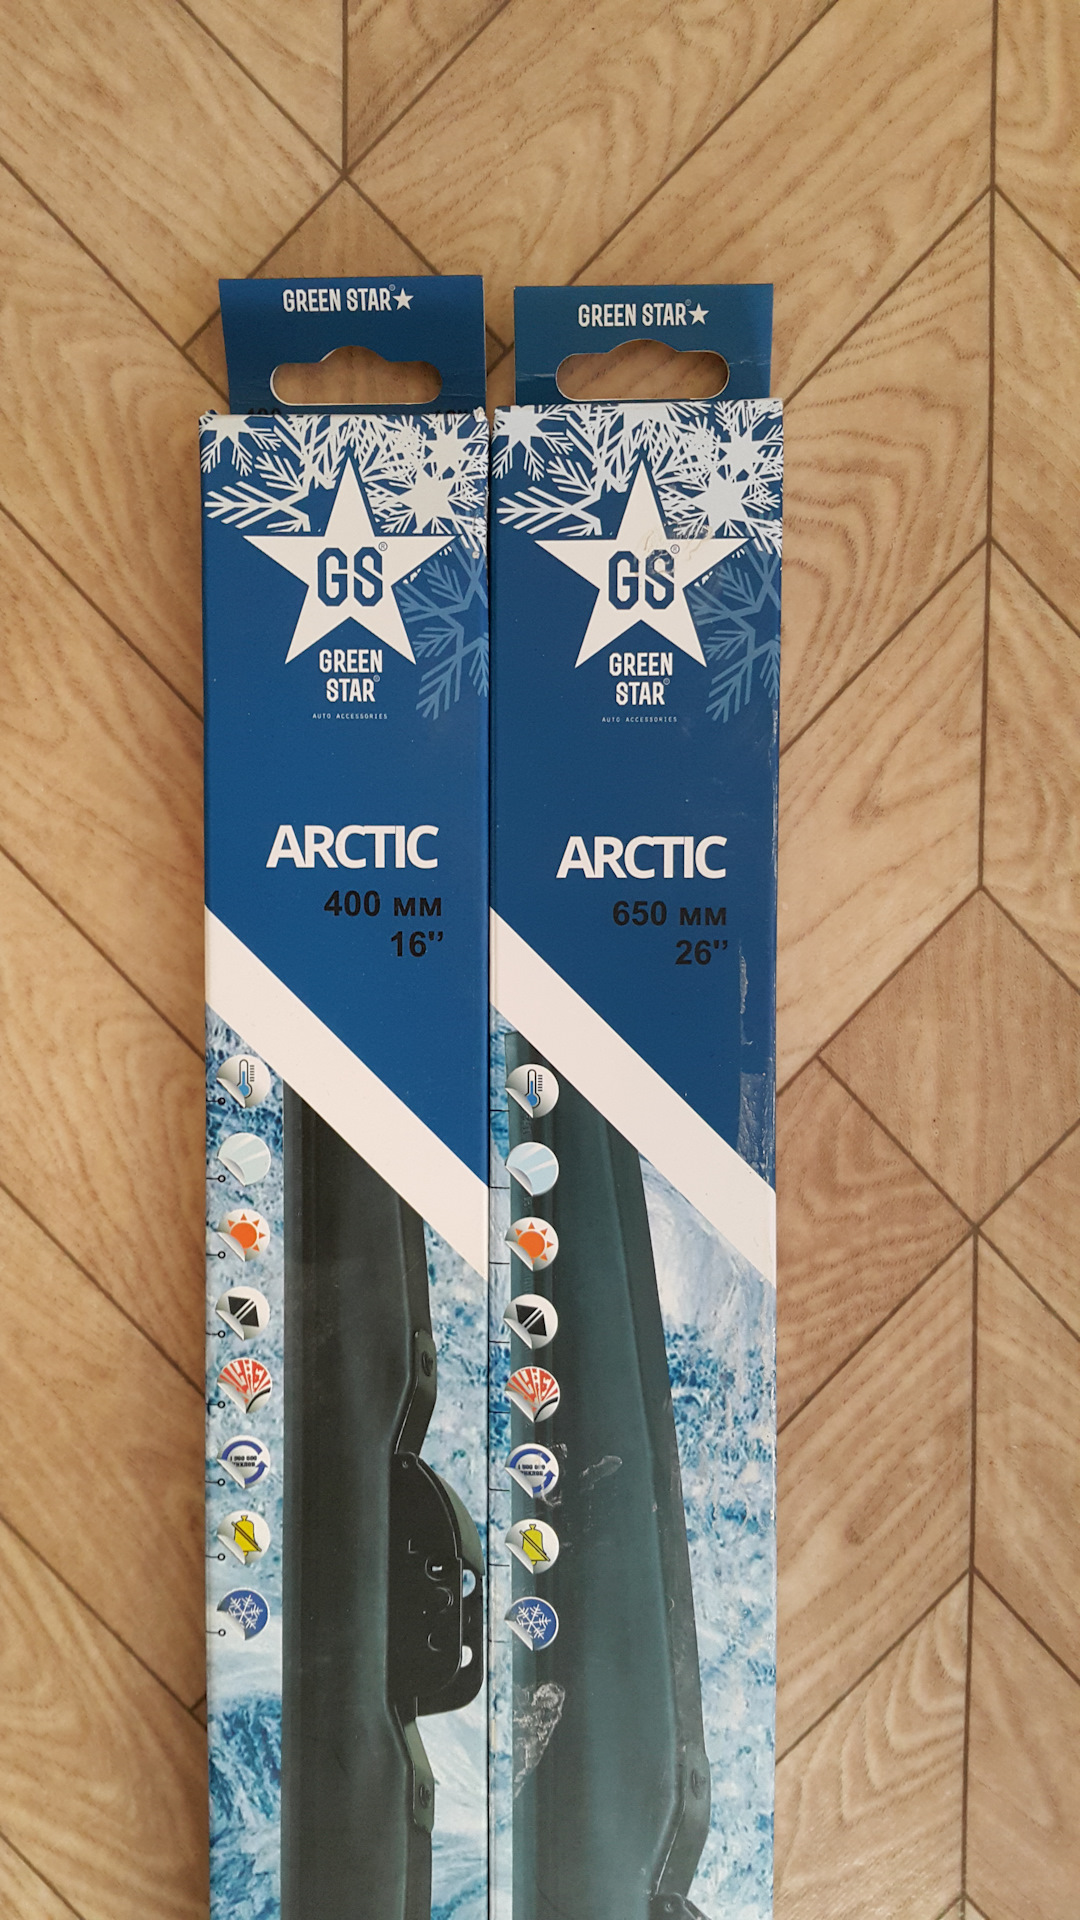 GREEN STAR®
GS®
GREEN
STAR®
AUTO ACCESSORIES
ARCTIC
400 мм
16’’
GREEN STAR®
GS®
GREEN
STAR®
AUTO ACCESSORIES
ARCTIC
650 мм
26’’